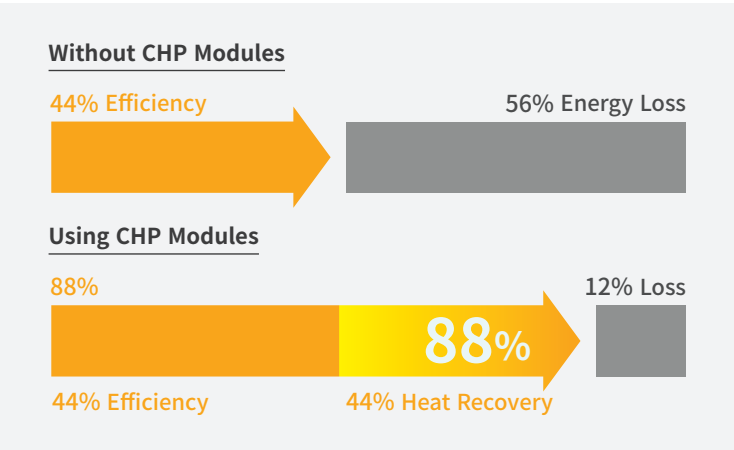 Without CHP Modules
44% Efficiency
56% Energy Loss
Using CHP Modules
88%
12% Loss
88%
44% Efficiency
44% Heat Recovery